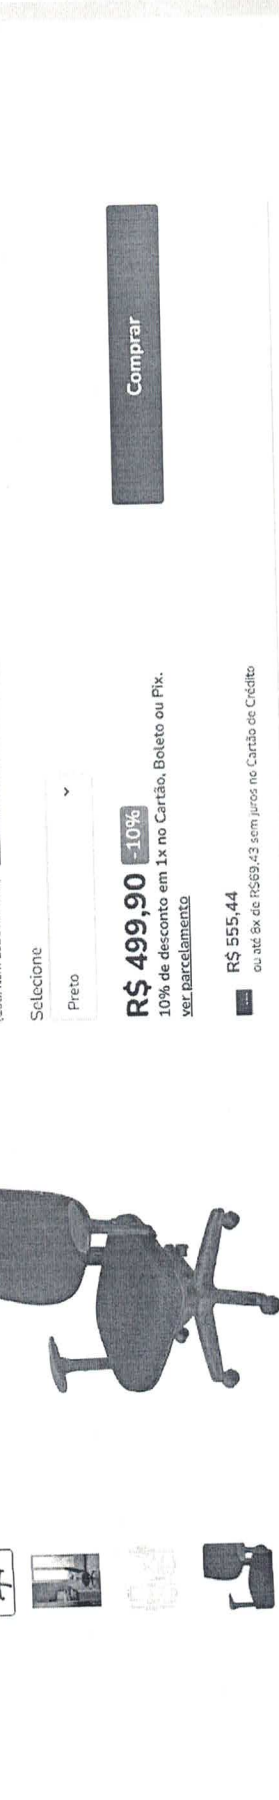 Selecione
Preto
R$ 499,90 -10%
10% de desconto em 1x no Cartão, Boleto ou Pix.
ver parcelamento
Comprar
R$ 555,44
ou até 8x de R$69,43 sem juros no Cartão de Crédito